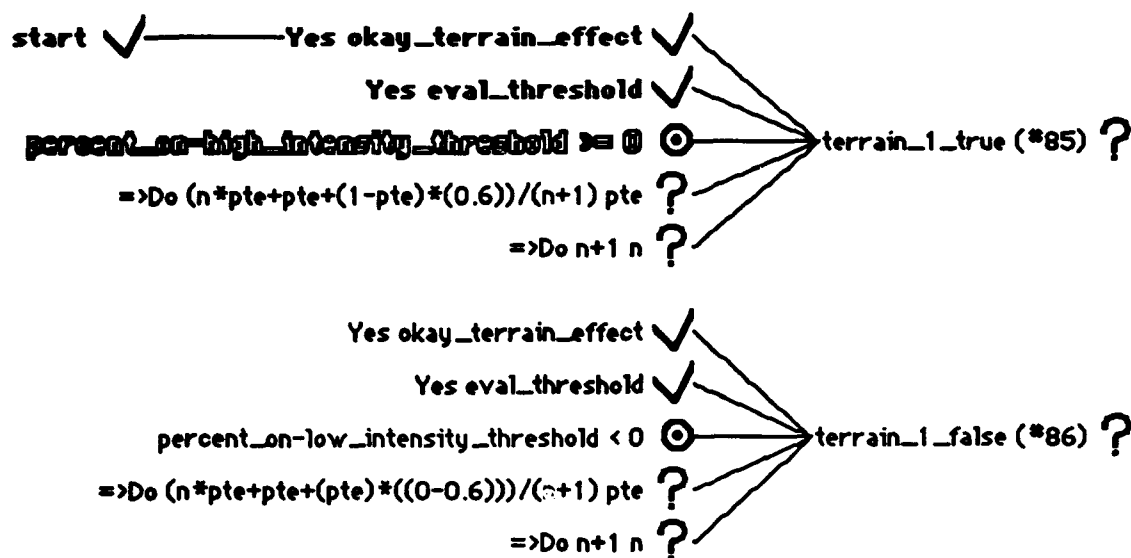 start Yes okay_terrain_effect
Yes eval_threshold
percent_on-high_intensity_threshold >= 0 terrain_1_true (*85) ?
=>Do (n*pte+pte+(1-pte)*(0.6))/(n+1) pte ?
=>Do n+1 n ?
Yes okay_terrain_effect
Yes eval_threshold
percent_on-low_intensity_threshold < 0 terrain_1_false (*86) ?
=>Do (n*pte+pte+(pte)*((0-0.6)))/(n+1) pte ?
=>Do n+1 n ?